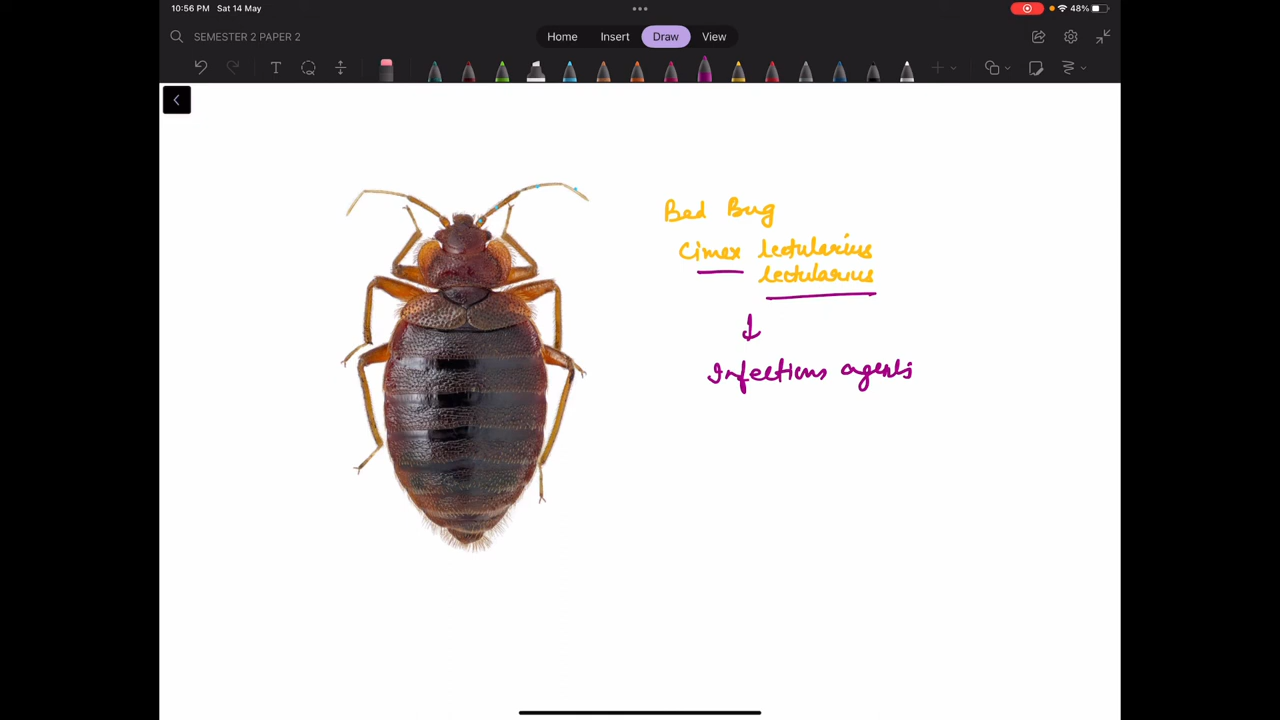 10:56 PM Sat 14 May
48%
SEMESTER 2 PAPER 2
Home Insert Draw View
Bed Bug
Cimex lectularius
lectularius
Infectious agents